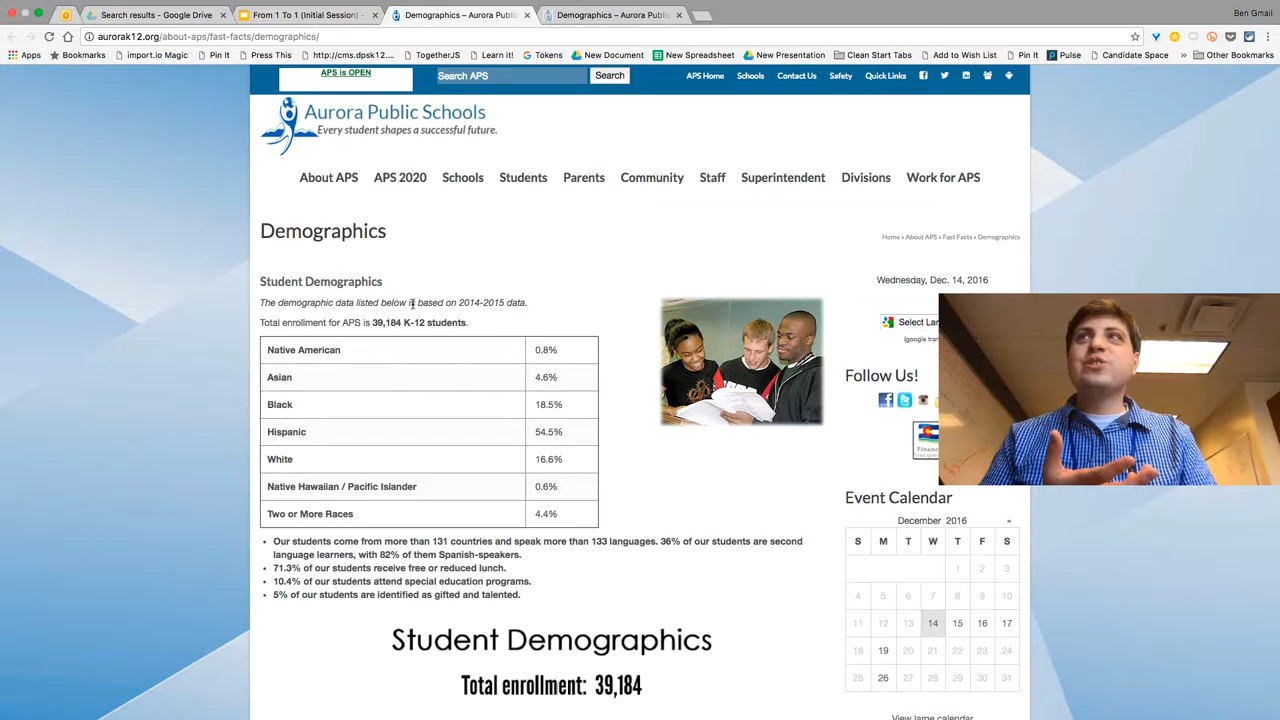 Search results - Google Drive
From 1 To 1 (Initial Session) -
Demographics – Aurora Public
Demographics – Aurora Public
Ben Gmail
aurorak12.org/about-aps/fast-facts/demographics/
Apps
Bookmarks
import.io Magic
Pin It
Press This
http://cms.dpsk12....
TogetherJS
Learn it!
Tokens
New Document
New Spreadsheet
New Presentation
Clean Start Tabs
Add to Wish List
Pin It
Pulse
Candidate Space
»
Other Bookmarks
APS is OPEN
Search APS
Search
APS Home
Schools
Contact Us
Safety
Quick Links
Aurora Public Schools
Every student shapes a successful future.
About APS
APS 2020
Schools
Students
Parents
Community
Staff
Superintendent
Divisions
Work for APS
Demographics
Home » About APS » Fast Facts » Demographics
Student Demographics
The demographic data listed below is based on 2014-2015 data.
Total enrollment for APS is 39,184 K-12 students.
Native American 0.8%
Asian 4.6%
Black 18.5%
Hispanic 54.5%
White 16.6%
Native Hawaiian / Pacific Islander 0.6%
Two or More Races 4.4%
Our students come from more than 131 countries and speak more than 133 languages. 36% of our students are second
language learners, with 82% of them Spanish-speakers.
71.3% of our students receive free or reduced lunch.
10.4% of our students attend special education programs.
5% of our students are identified as gifted and talented.
Student Demographics
Total enrollment: 39,184
Wednesday, Dec. 14, 2016
Select
(google
Follow Us!
Event Calendar
December 2016 »
S M T W T F S
1 2 3
4 5 6 7 8 9 10
11 12 13 14 15 16 17
18 19 20 21 22 23 24
25 26 27 28 29 30 31
View large calendar